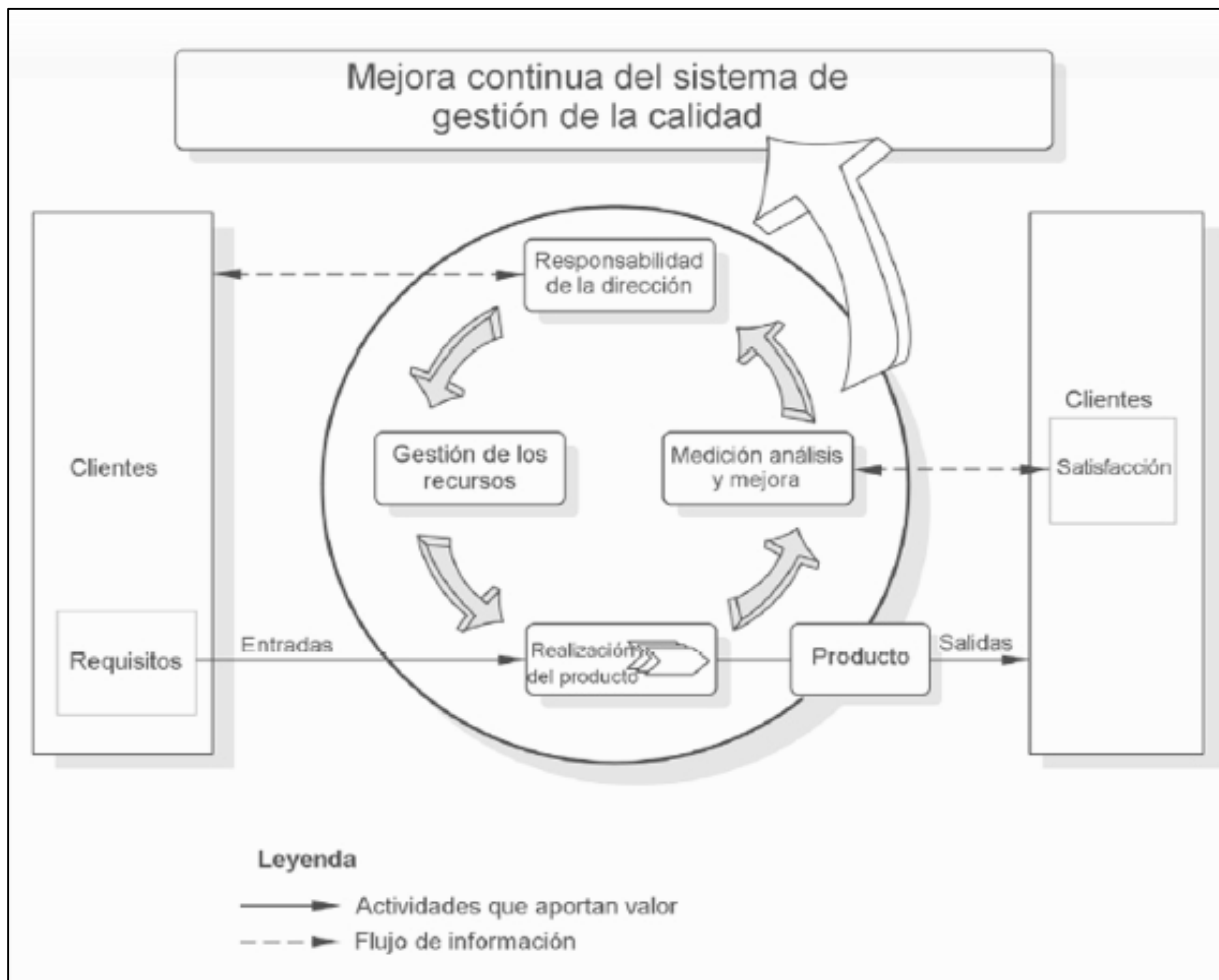 Mejora continua del sistema de
gestión de la calidad
Responsabilidad
de la dirección
Clientes
Gestión de los
recursos
Medición análisis
y mejora
Clientes
Satisfacción
Requisitos
Entradas
Realización
del producto
Producto
Salidas
Leyenda
Actividades que aportan valor
Flujo de información